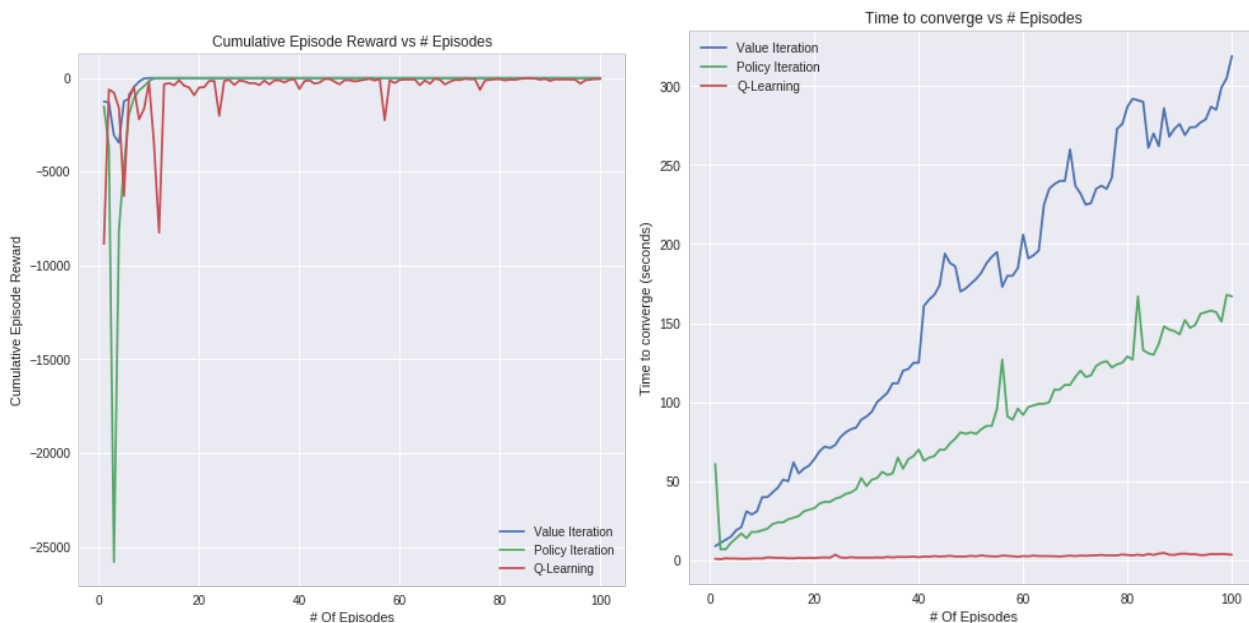 Cumulative Episode Reward vs # Episodes
0
−5000
−10000
−15000
−20000
−25000
Cumulative Episode Reward
Value Iteration
Policy Iteration
Q-Learning
0 20 40 60 80 100
# Of Episodes
Time to converge vs # Episodes
Value Iteration
Policy Iteration
Q-Learning
300
250
200
150
100
50
0
Time to converge (seconds)
0 20 40 60 80 100
# Of Episodes